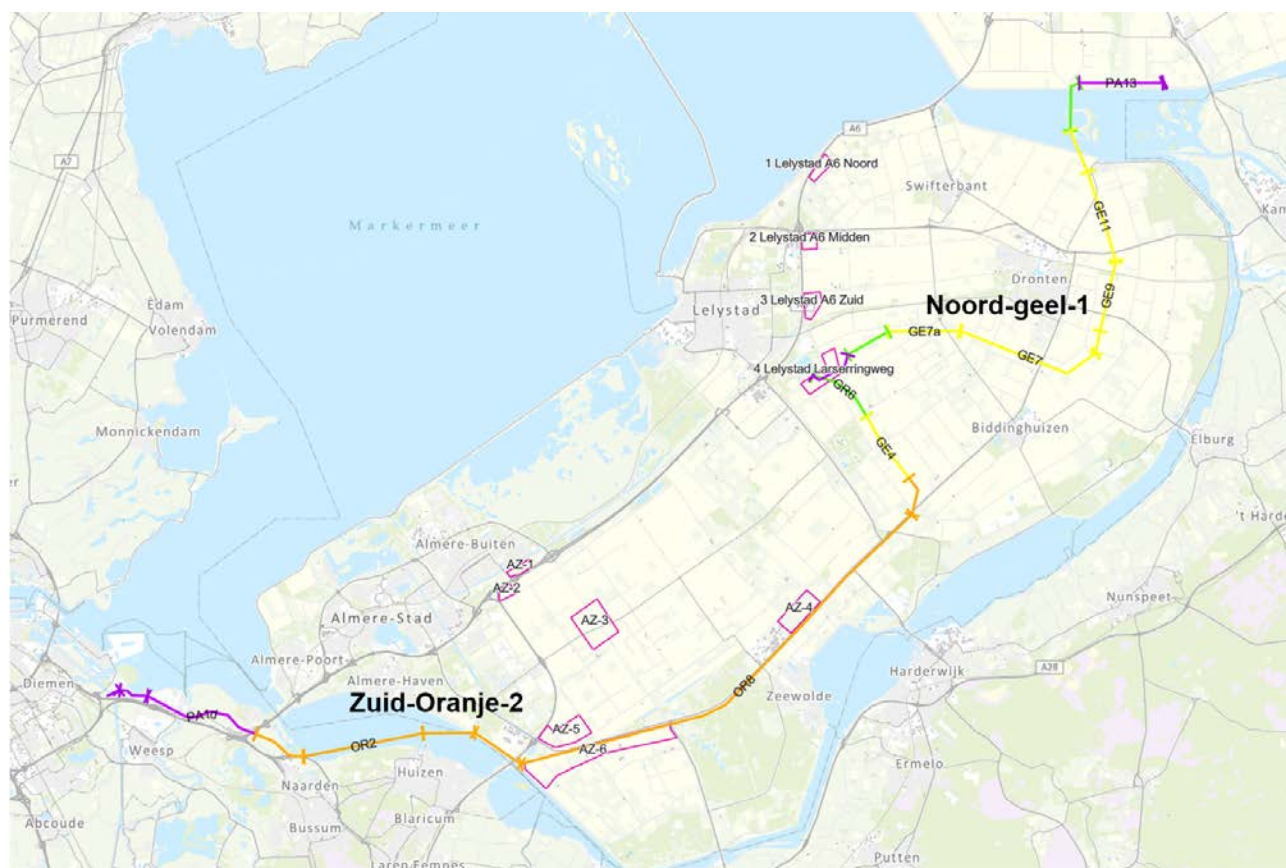 PA13
A6
A7
1 Lelystad A6 Noord
Swifterbant
Kam
Markermeer
GE11
2 Lelystad A6 Midden
Dronten
Edam
Volendam
Purmerend
3 Lelystad A6 Zuid
Lelystad
GE9
Noord-geel-1
GE7a
GE7
4 Lelystad Larserringweg
GR6
Monnickendam
Biddinghuizen
Elburg
GE4
't Harde
Almere-Buiten
AZ-1
AZ-2
Nunspeet
AZ-4
Almere-Stad
AZ-3
Almere-Poort
Harderwijk
A28
Diemen
Almere-Haven
OR8
Zeewolde
Zuid-Oranje-2
PA10
AZ-5
Weesp
OR2
AZ-6
Huizen
Ermelo
Naarden
Blaricum
Abcoude
Bussum
Putten
Laren Eemnes